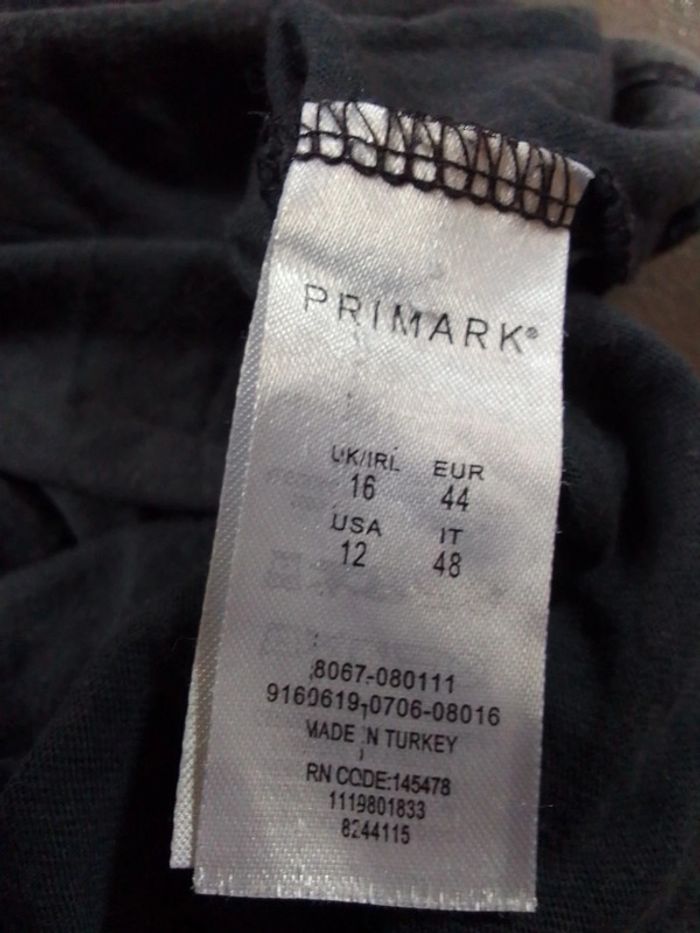 PRIMARK®
UK/IRL EUR
16 44
USA IT
12 48
8067-080111
9160619-0706-08016
MADE IN TURKEY
RN CODE:145478
1119801833
8244115